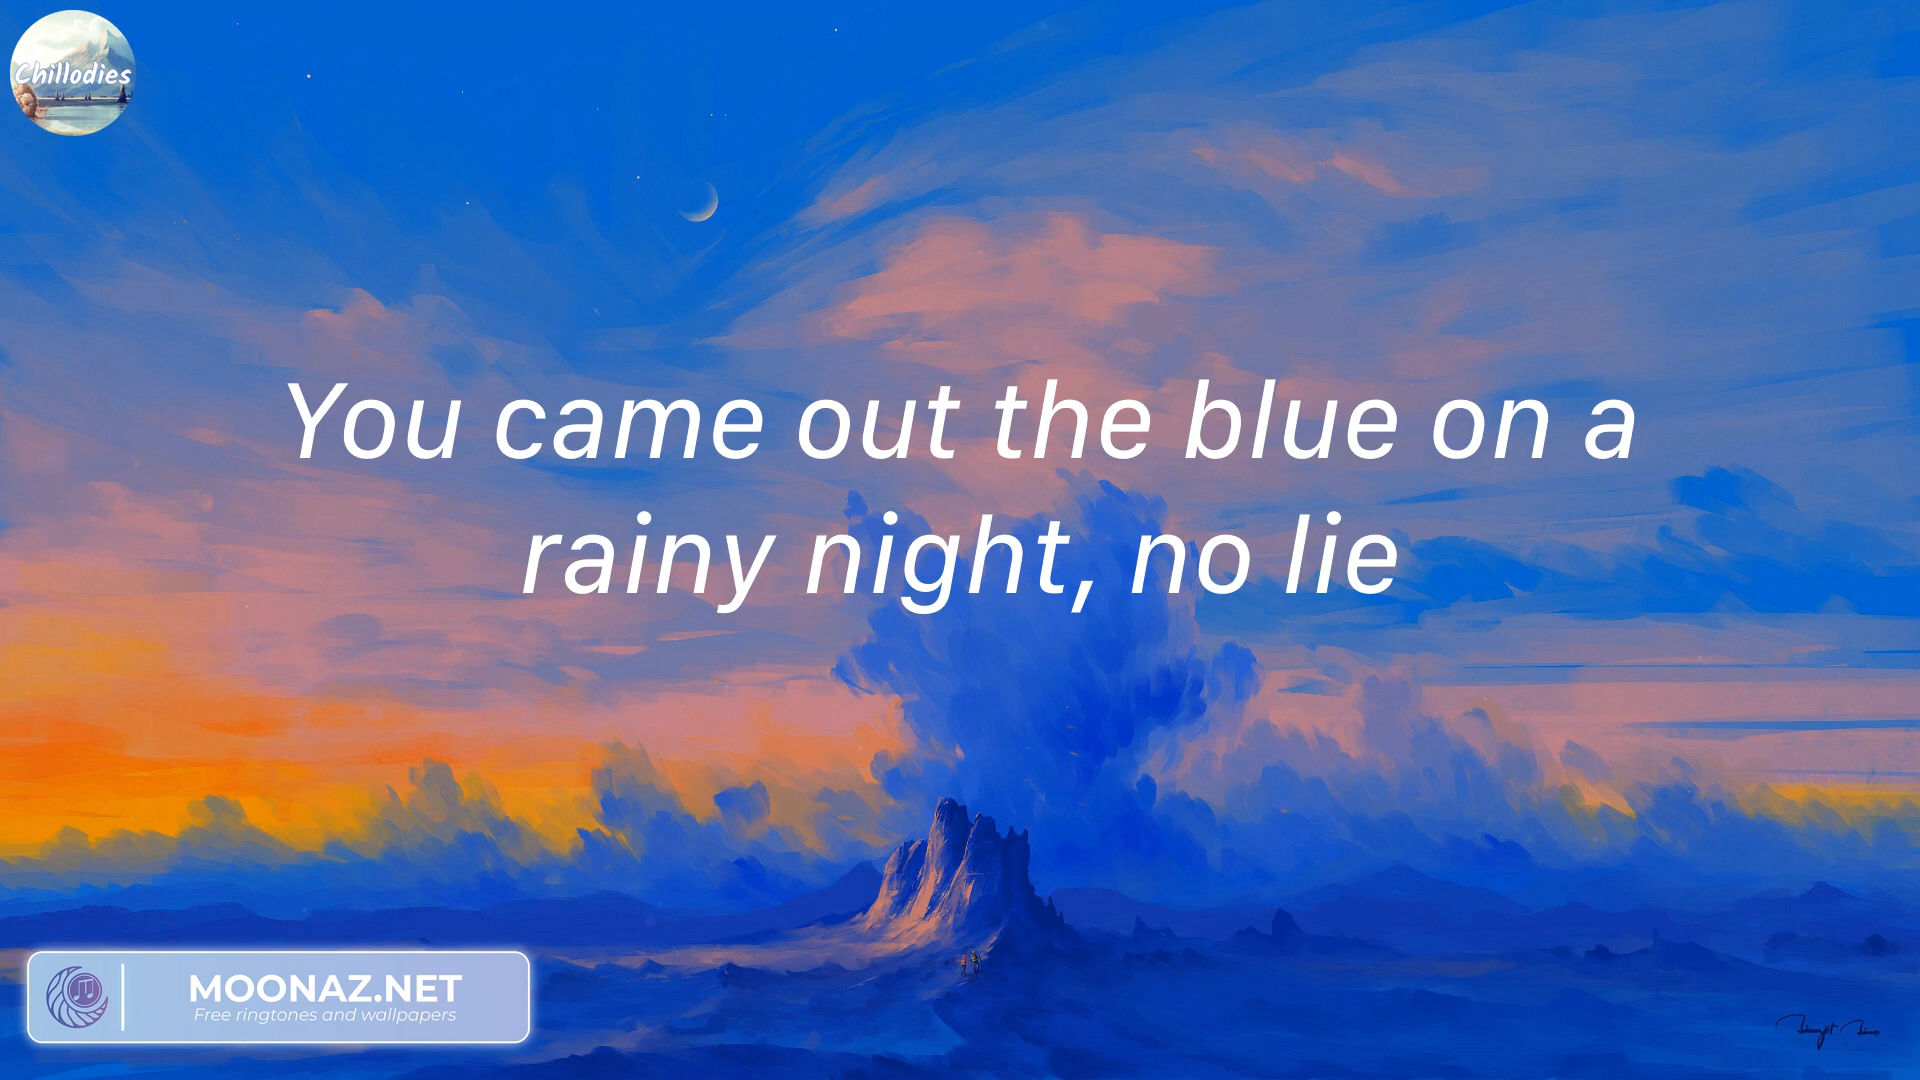 Chillodies
You came out the blue on a
rainy night, no lie
MOONAZ.NET
Free ringtones and wallpapers